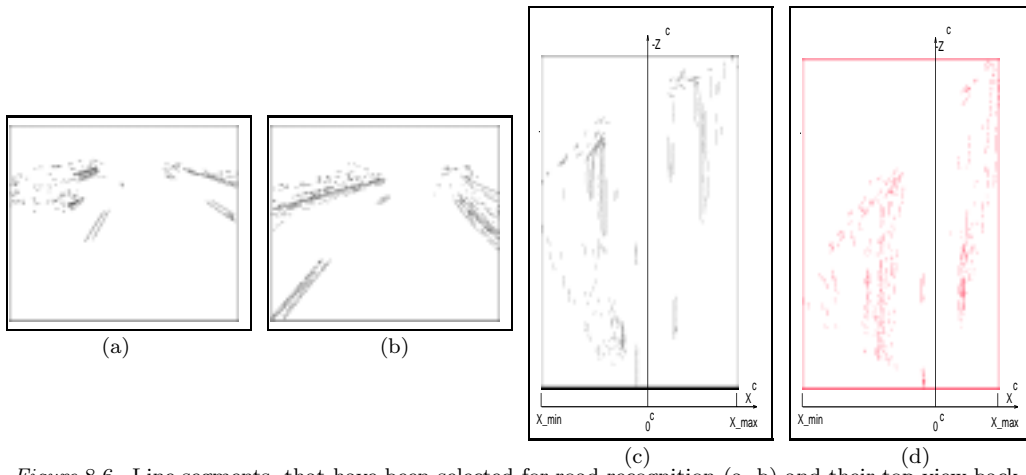 c
-Z
c
-Z
X_min
0
c
X
c
X_max
X_min
0
c
X
c
X_max
(a)
(b)
(c)
(d)
Figure 8.6. Line segments, that have been selected for road recognition (a, b) and their top-view back